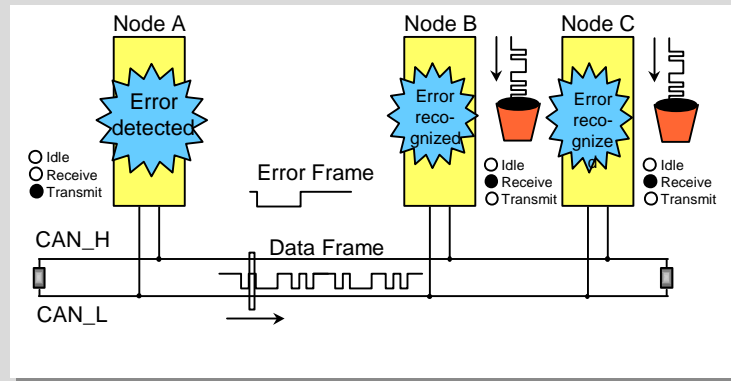 Node A
Node B
Node C
Error
detected
Error
reco-
gnized
Error
reco-
gnize
d
Idle
Receive
Transmit
Idle
Receive
Transmit
Idle
Receive
Transmit
Error Frame
CAN_H
Data Frame
CAN_L